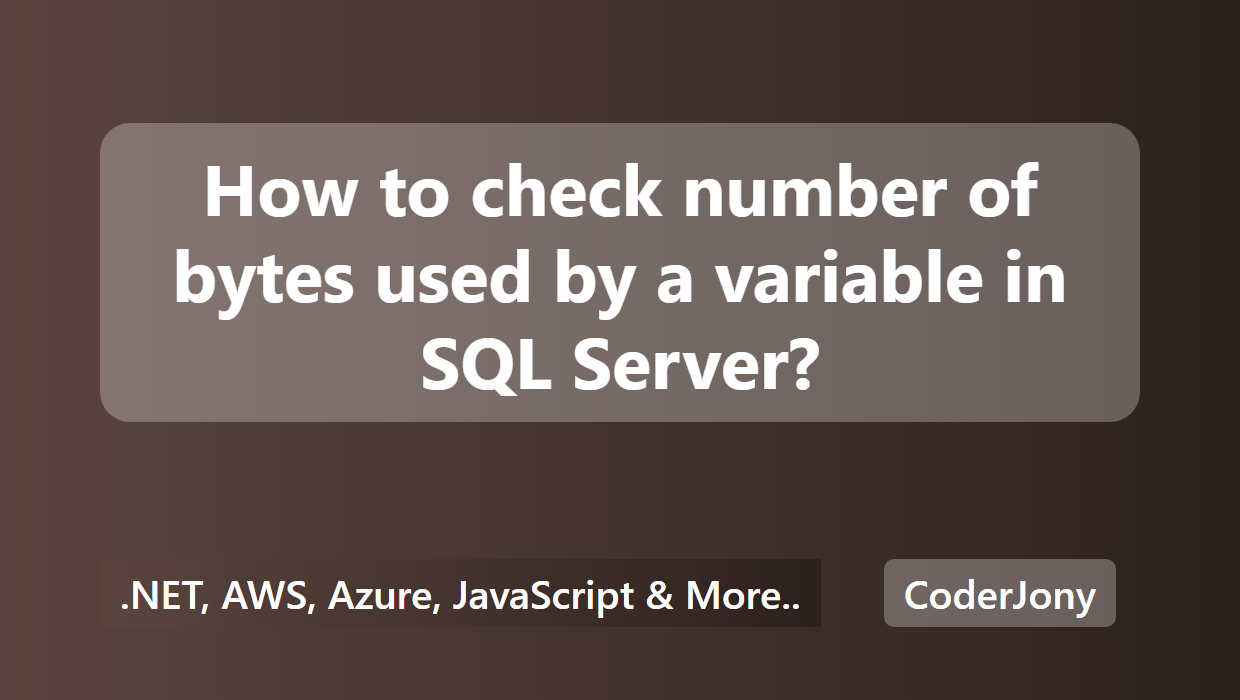 How to check number of
bytes used by a variable in
SQL Server?
.NET, AWS, Azure, JavaScript & More..
CoderJony